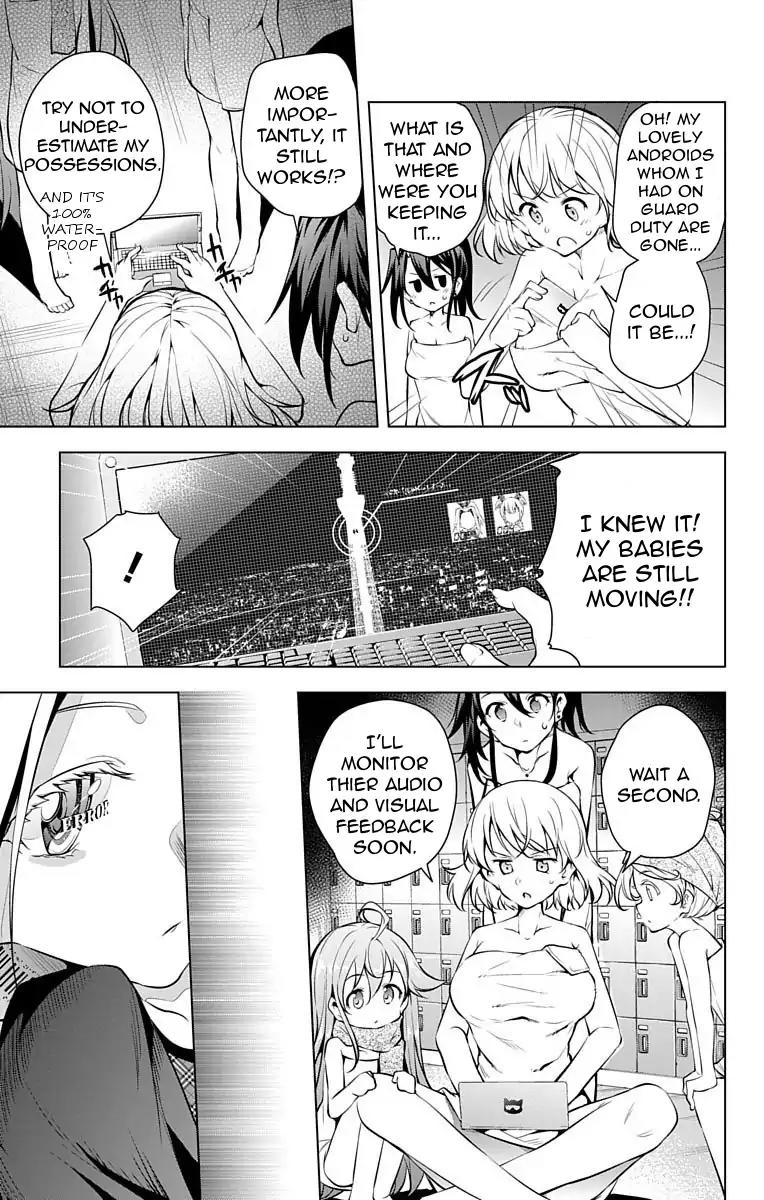 OH! MY
LOVELY
ANDROIDS
WHOM I
HAD ON
GUARD
DUTY ARE
GONE...
COULD
IT BE...!
WHAT IS
THAT AND
WHERE
WERE YOU
KEEPING
IT...
MORE
IMPOR-
TANTLY, IT
STILL
WORKS!?
TRY NOT TO
UNDER-
ESTIMATE MY
POSSESSIONS.
AND IT'S
100%
WATER-
PROOF
I KNEW IT!
MY BABIES
ARE STILL
MOVING!!
!
WAIT A
SECOND.
I'LL
MONITOR
THIER AUDIO
AND VISUAL
FEEDBACK
SOON.
ERROR